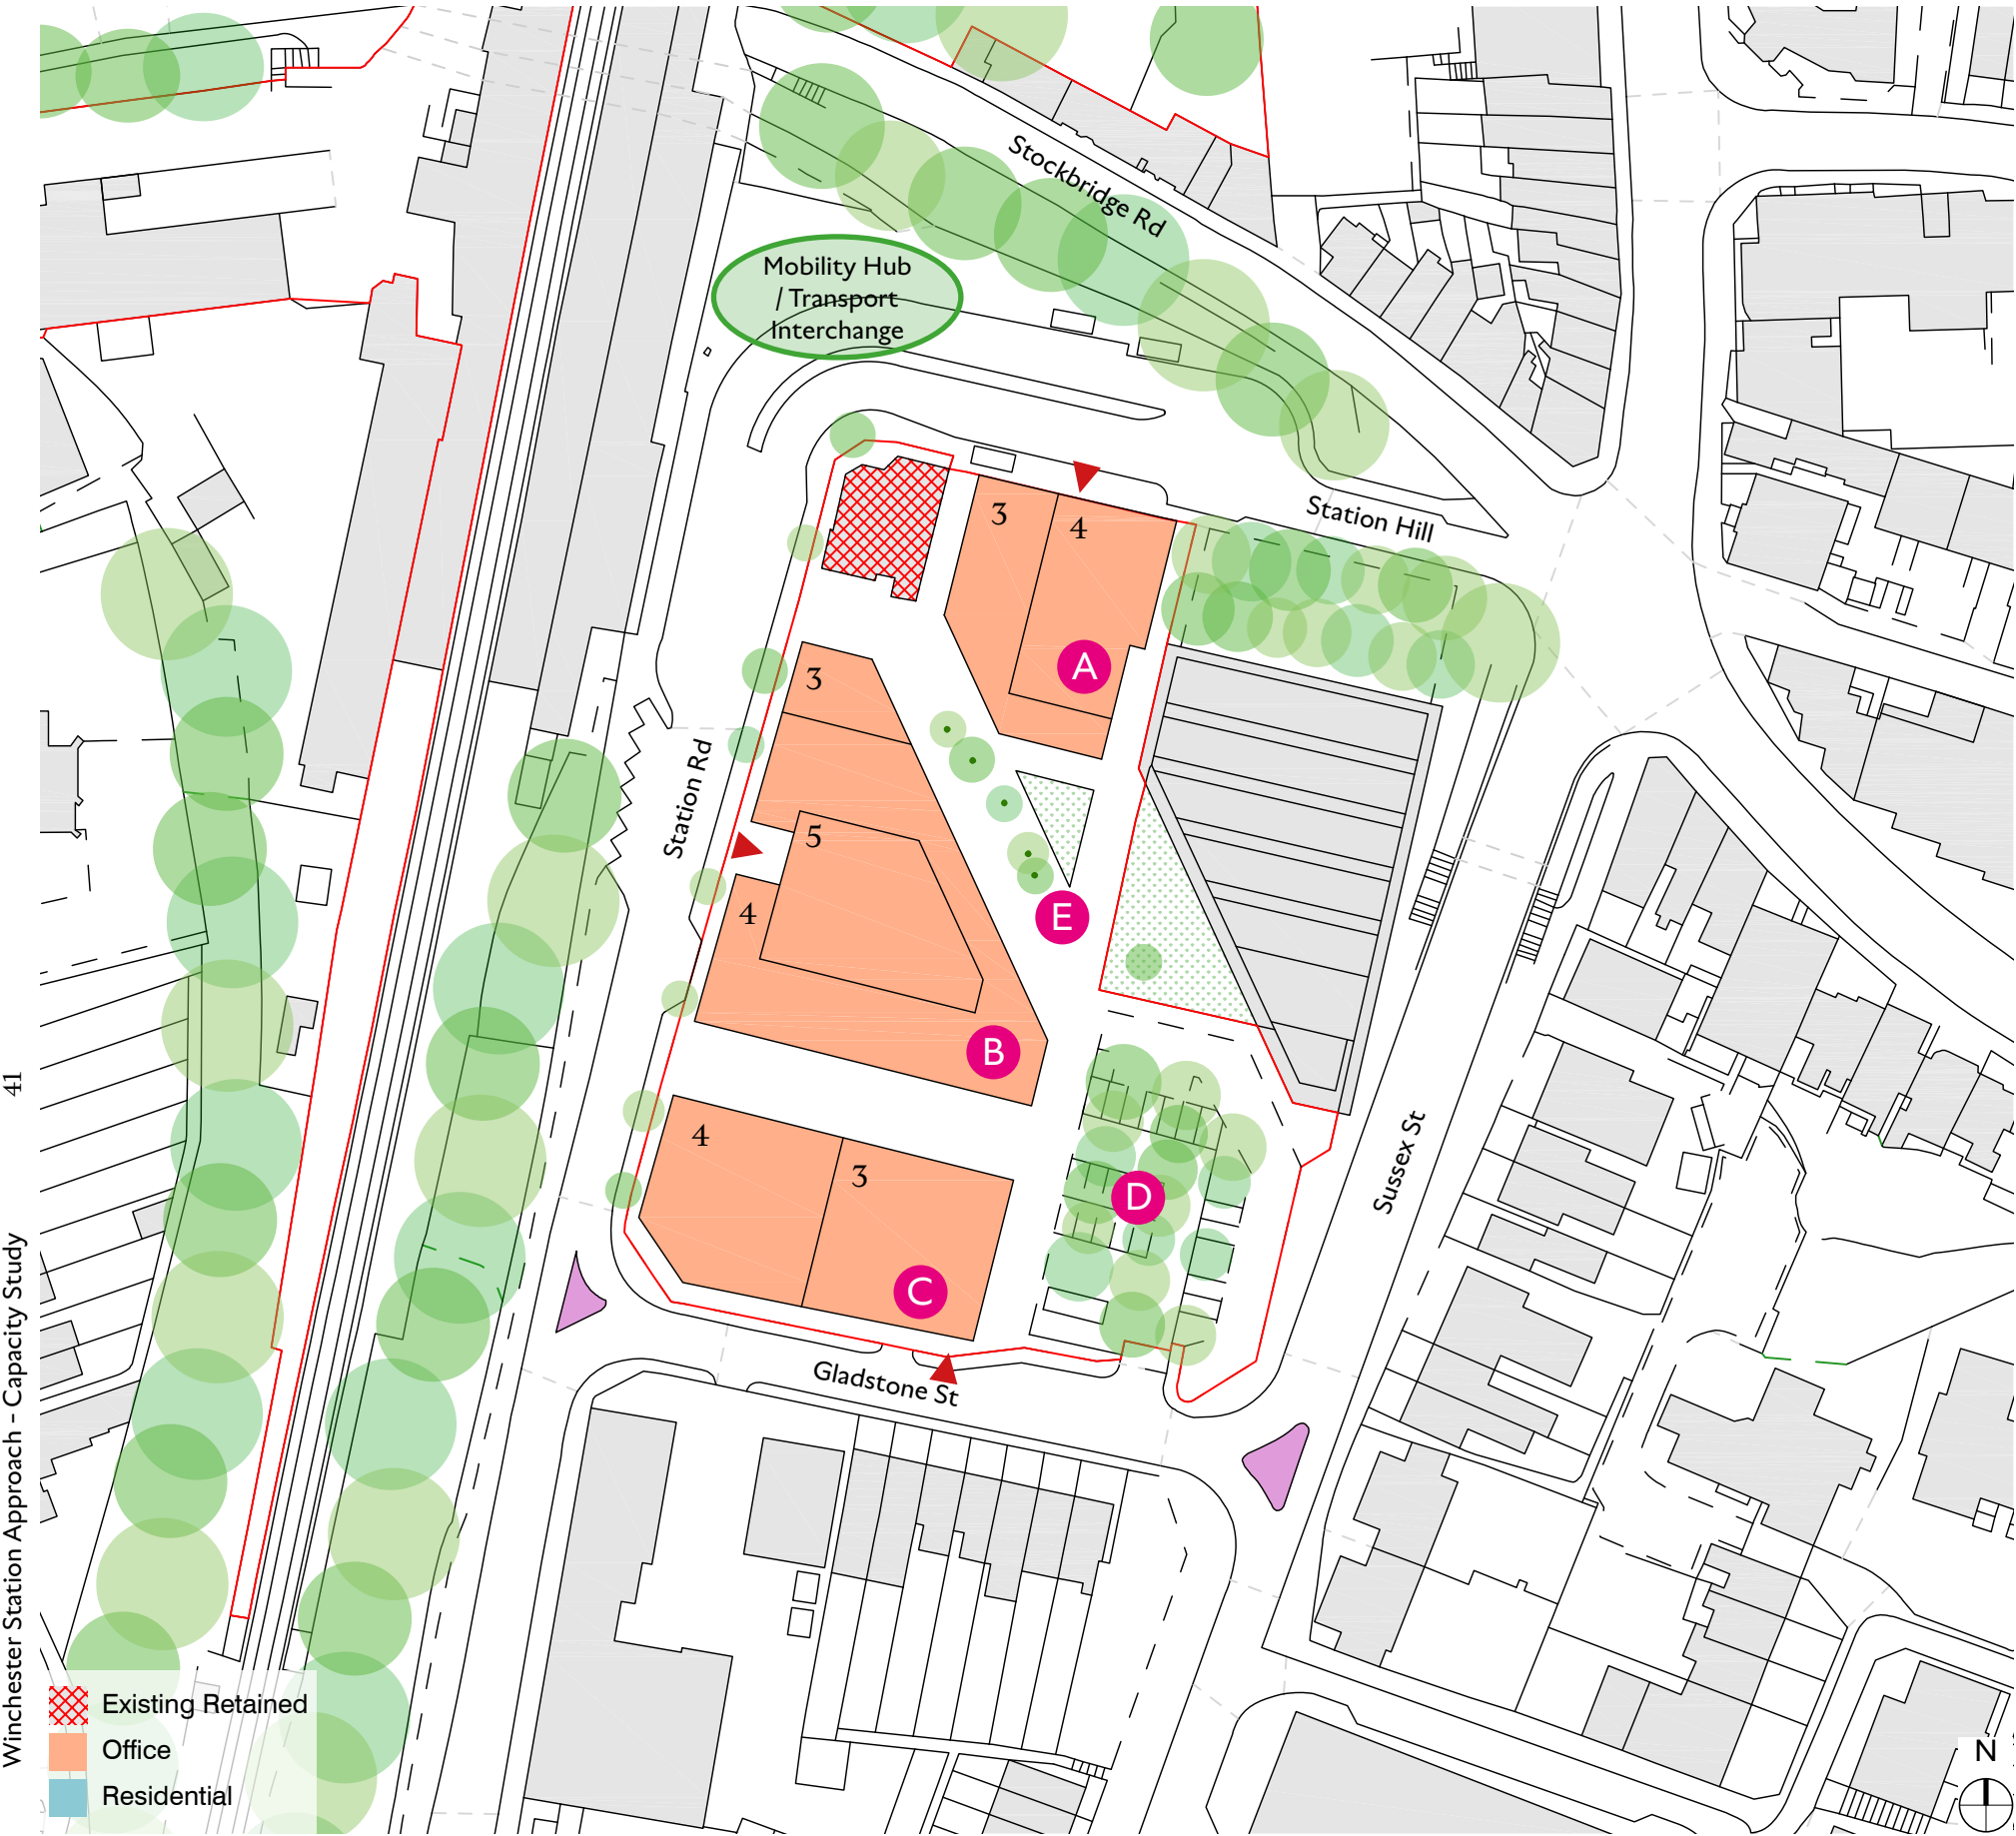 Stockbridge Rd
Mobility Hub
/ Transport
Interchange
Station Hill
3
4
A
3
5
Station Rd
4
E
B
4
3
D
C
Sussex St
Gladstone St
Winchester Station Approach - Capacity Study
41
Existing Retained
Office
Residential
N